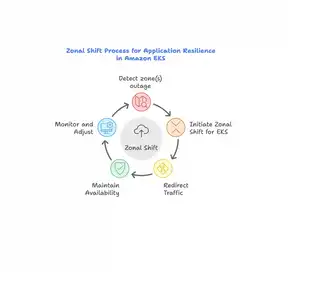 Zonal Shift Process for Application Resilience
in Amazon EKS
Detect zone(s)
outage
Monitor and
Adjust
Initiate Zonal
Shift for EKS
Zonal Shift
Maintain
Availability
Redirect
Traffic